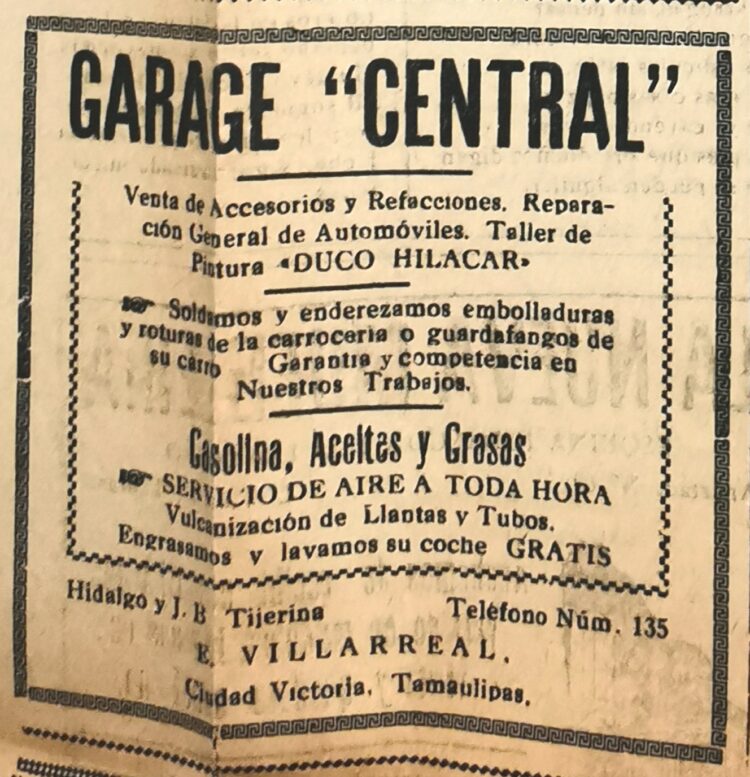 GARAGE "CENTRAL"
Venta de Accesorios y Refacciones. Repara-
ción General de Automóviles. Taller de
Pintura «DUCO HILACAR»
Soldamos y enderezamos embolladuras
y roturas de la carroceria o guardafangos de
su carro Garantia y competencia en
Nuestros Trabajos.
Gasolina, Aceites y Grasas
SERVICIO DE AIRE A TODA HORA
Vulcanización de Llantas y Tubos.
Engrasamos y lavamos su coche GRATIS
Hidalgo y J. B Tijerina Teléfono Núm. 135
E. VILLARREAL.
Ciudad Victoria, Tamaulipas.